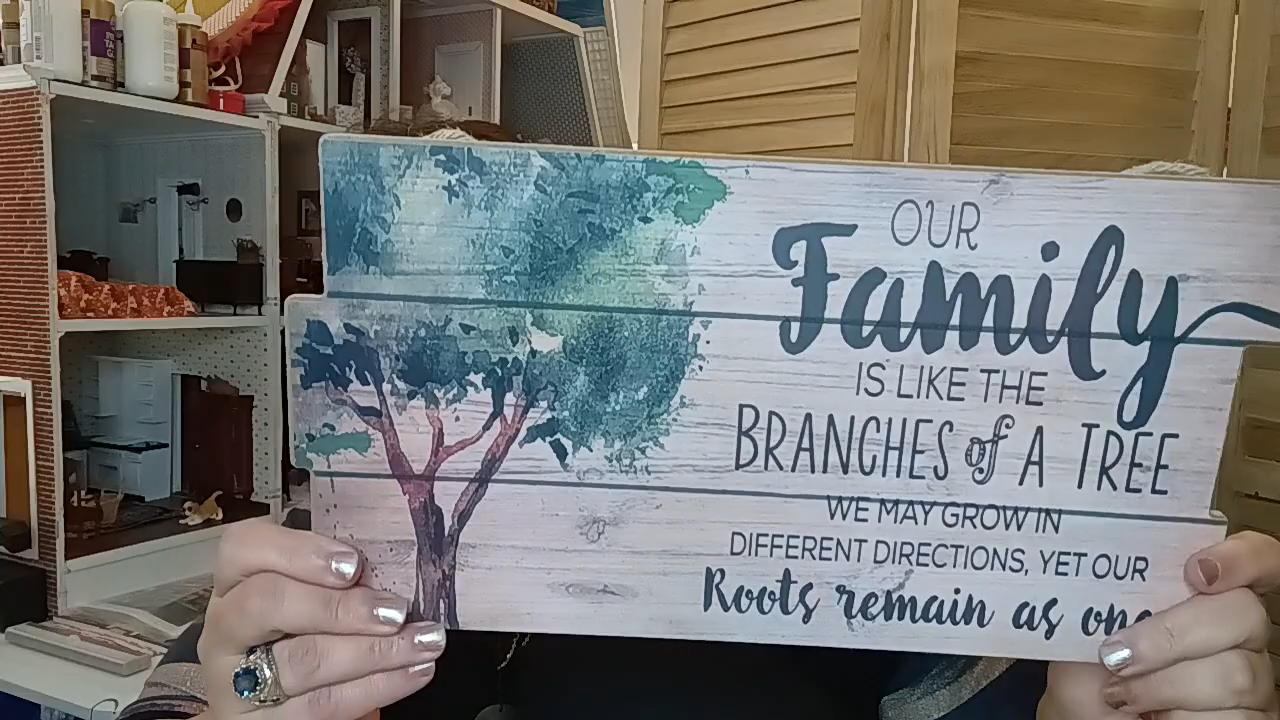 OUR
Family
IS LIKE THE
BRANCHES of A TREE
WE MAY GROW IN
DIFFERENT DIRECTIONS, YET OUR
Roots remain as one